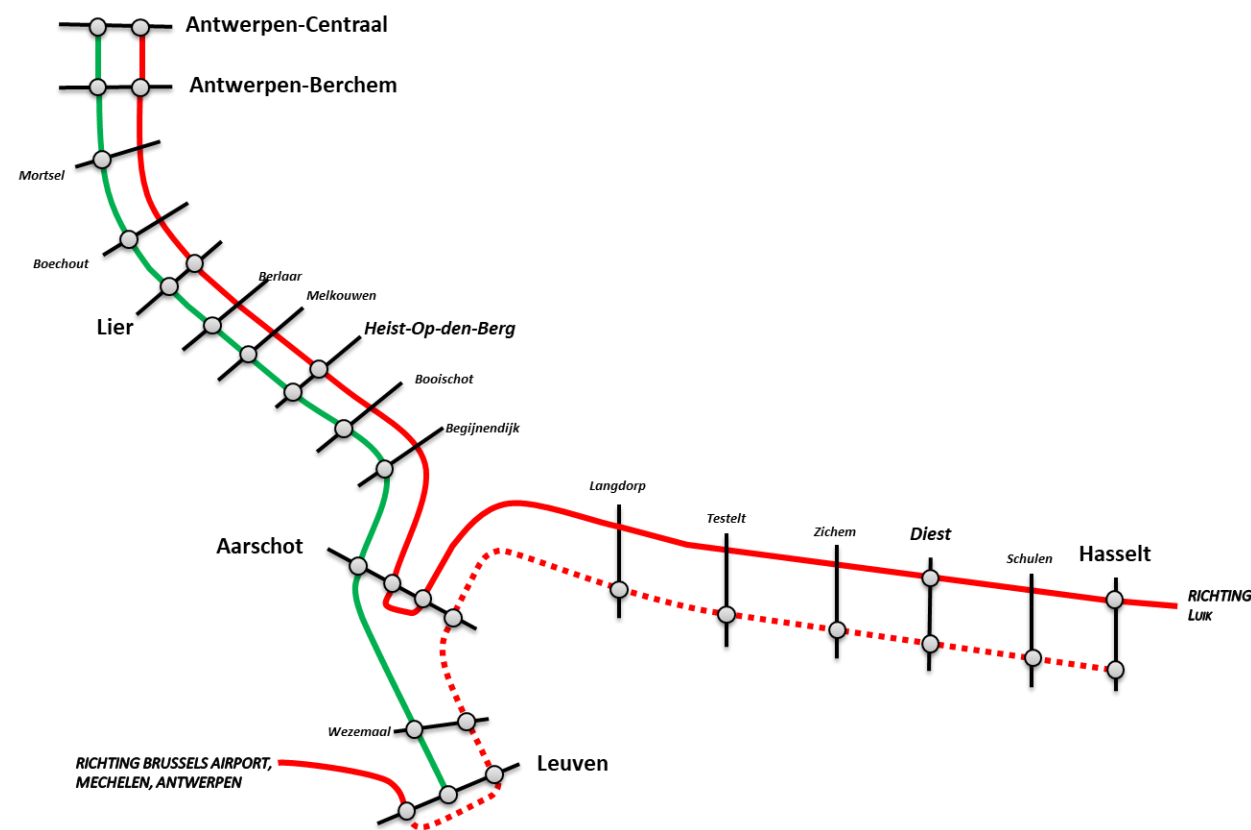 Antwerpen-Centraal
Antwerpen-Berchem
Mortsel
Boechout
Berlaar
Melkouwen
Lier
Heist-Op-den-Berg
Booischot
Begijnendijk
Langdorp
Testelt
Zichem
Diest
Schulen
Hasselt
Aarschot
RICHTING
LUIK
Wezemaal
RICHTING BRUSSELS AIRPORT,
MECHELEN, ANTWERPEN
Leuven